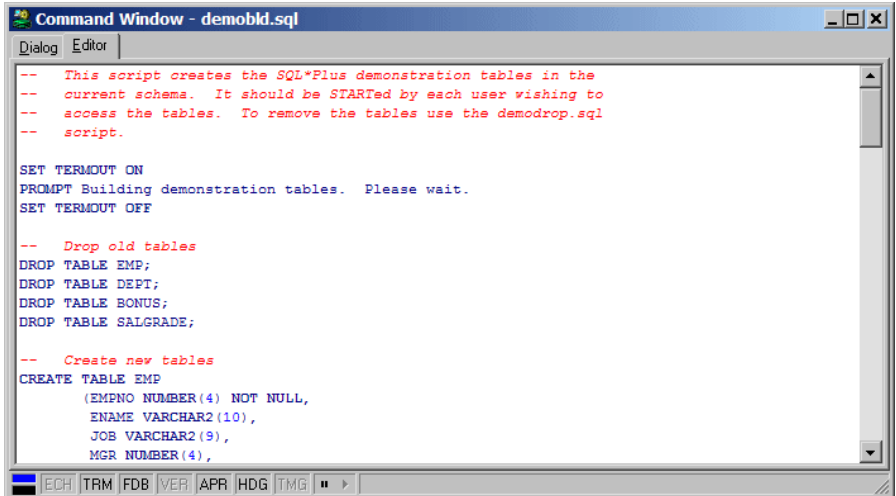 Command Window - demobld.sql
Dialog Editor
--   This script creates the SQL*Plus demonstration tables in the
--   current schema.  It should be STARTed by each user wishing to
--   access the tables.  To remove the tables use the demodrop.sql
--   script.
SET TERMOUT ON
PROMPT Building demonstration tables.  Please wait.
SET TERMOUT OFF
--   Drop old tables
DROP TABLE EMP;
DROP TABLE DEPT;
DROP TABLE BONUS;
DROP TABLE SALGRADE;
--   Create new tables
CREATE TABLE EMP
(EMPNO NUMBER(4) NOT NULL,
ENAME VARCHAR2(10),
JOB VARCHAR2(9),
MGR NUMBER(4),
ECH TRM FDB VER APR HDG TMG